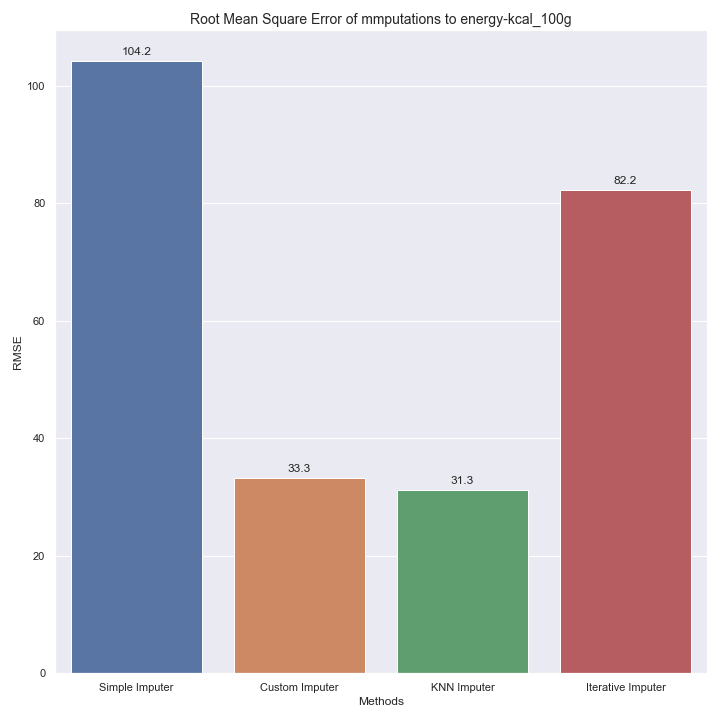 Root Mean Square Error of mmputations to energy-kcal_100g
104.2
100
82.2
80
60
RMSE
40
33.3
31.3
20
0
Simple Imputer Custom Imputer KNN Imputer Iterative Imputer
Methods